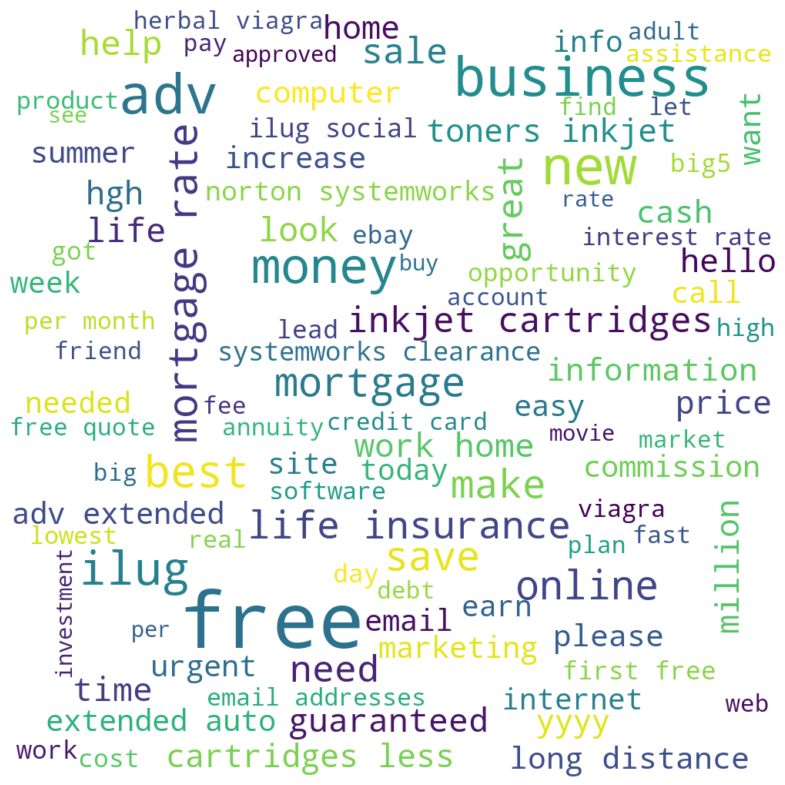 herbal viagra
home
adult
help
pay
approved
sale
info
assistance
business
product
see
adv
computer
find
let
want
summer
mortgage rate
ilug social
increase
toners inkjet
new
big5
hgh
norton systemworks
great
rate
cash
life
look
ebay
interest rate
got
week
money
buy
opportunity
hello
call
account
per month
lead
inkjet cartridges
high
friend
systemworks clearance
information
mortgage
needed
fee
easy
price
free quote
annuity
credit card
work home
movie
market
big
best
site
today
commission
software
make
adv extended
life insurance
viagra
million
lowest
real
plan
fast
ilug
save
investment
day
debt
online
per
free
email
earn
please
urgent
need
marketing
first free
time
email addresses
internet
web
extended auto
guaranteed
yyyy
work
cost
cartridges less
long distance